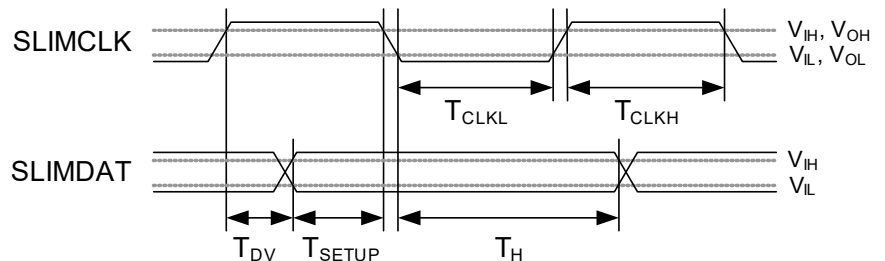 SLIMCLK
V_IH, V_OH
V_IL, V_OL
T_CLKL
T_CLKH
SLIMDAT
V_IH
V_IL
T_DV
T_SETUP
T_H